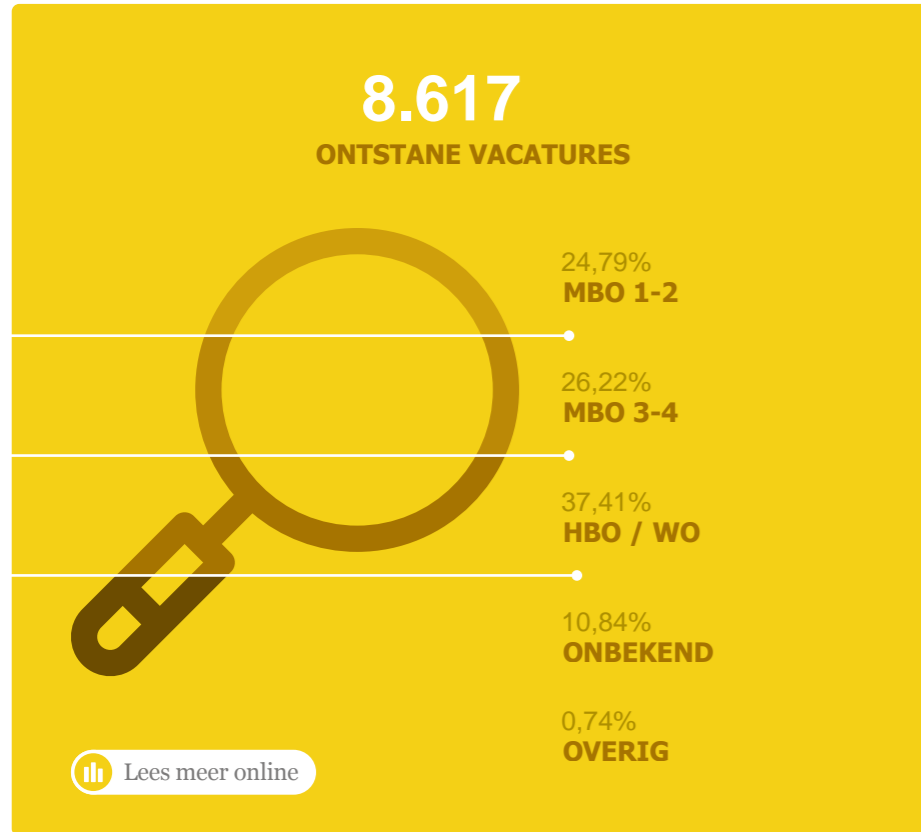 8.617
ONTSTANE VACATURES
24,79%
MBO 1-2
26,22%
MBO 3-4
37,41%
HBO / WO
10,84%
ONBEKEND
0,74%
OVERIG
Lees meer online